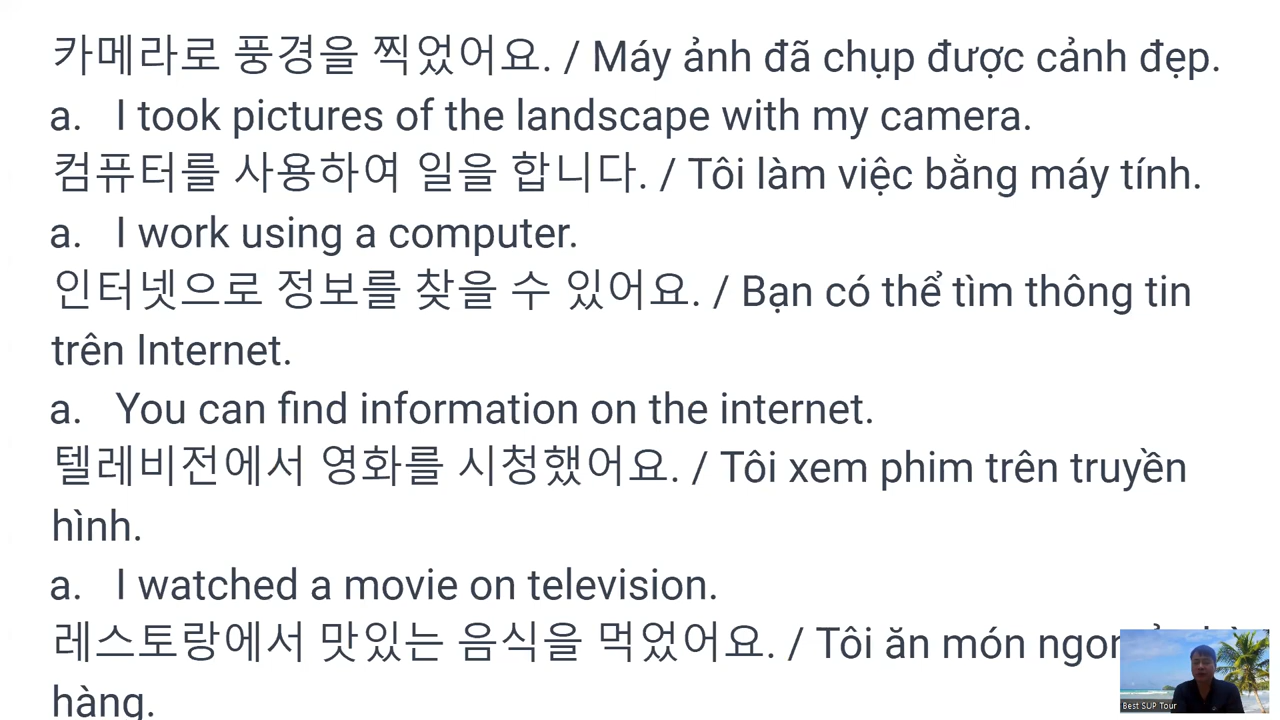 카메라로 풍경을 찍었어요. / Máy ảnh đã chụp được cảnh đẹp.
a. I took pictures of the landscape with my camera.
컴퓨터를 사용하여 일을 합니다. / Tôi làm việc bằng máy tính.
a. I work using a computer.
인터넷으로 정보를 찾을 수 있어요. / Bạn có thể tìm thông tin
trên Internet.
a. You can find information on the internet.
텔레비전에서 영화를 시청했어요. / Tôi xem phim trên truyền
hình.
a. I watched a movie on television.
레스토랑에서 맛있는 음식을 먹었어요. / Tôi ăn món
hàng.
Best SUP Tour